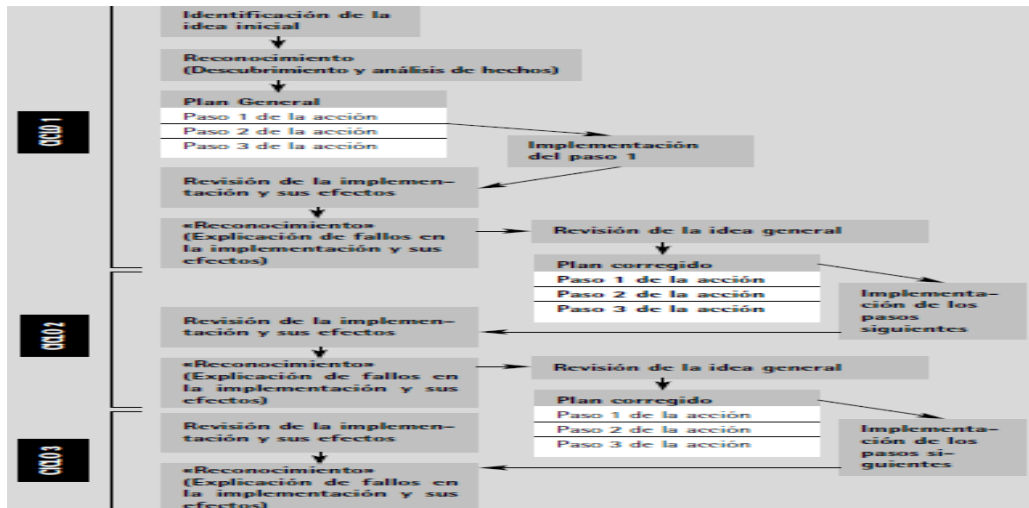 Identificación de la
idea inicial
Reconocimiento
(Descubrimiento y análisis de hechos)
Plan General
Paso 1 de la acción
Paso 2 de la acción
Paso 3 de la acción
CICLO 1
Implementación
del paso 1
Revisión de la implemen-
tación y sus efectos
«Reconocimiento»
(Explicación de fallos en
la implementación y sus
efectos)
Revisión de la idea general
Plan corregido
Paso 1 de la acción
Paso 2 de la acción
Paso 3 de la acción
Implementa-
ción de los
pasos
siguientes
CICLO 2
Revisión de la implemen-
tación y sus efectos
«Reconocimiento»
(Explicación de fallos en
la implementación y sus
efectos)
Revisión de la idea general
Plan corregido
Paso 1 de la acción
Paso 2 de la acción
Paso 3 de la acción
Implementa-
ción de los
pasos si-
guientes
CICLO 3
Revisión de la implemen-
tación y sus efectos
«Reconocimiento»
(Explicación de fallos en
la implementación y sus
efectos)